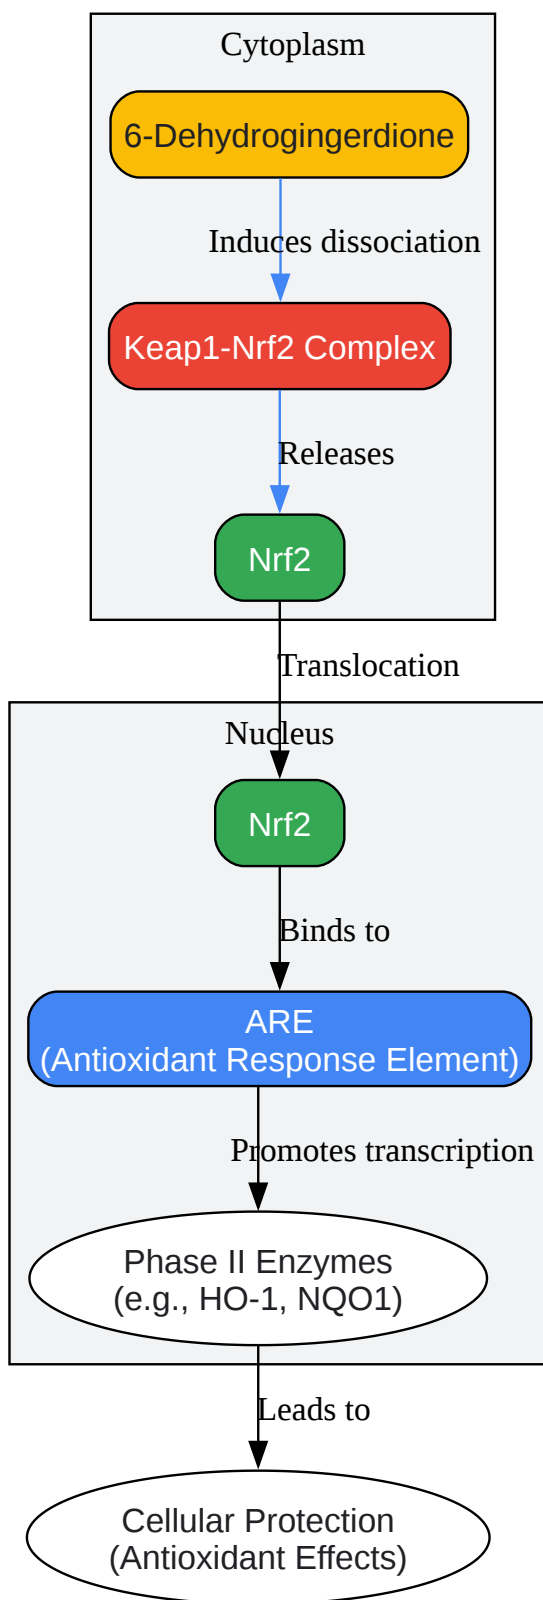 Cytoplasm
6-Dehydrogingerdione
Induces dissociation
Keap1-Nrf2 Complex
Releases
Nrf2
Translocation
Nucleus
Nrf2
Binds to
ARE
(Antioxidant Response Element)
Promotes transcription
Phase II Enzymes
(e.g., HO-1, NQO1)
Leads to
Cellular Protection
(Antioxidant Effects)